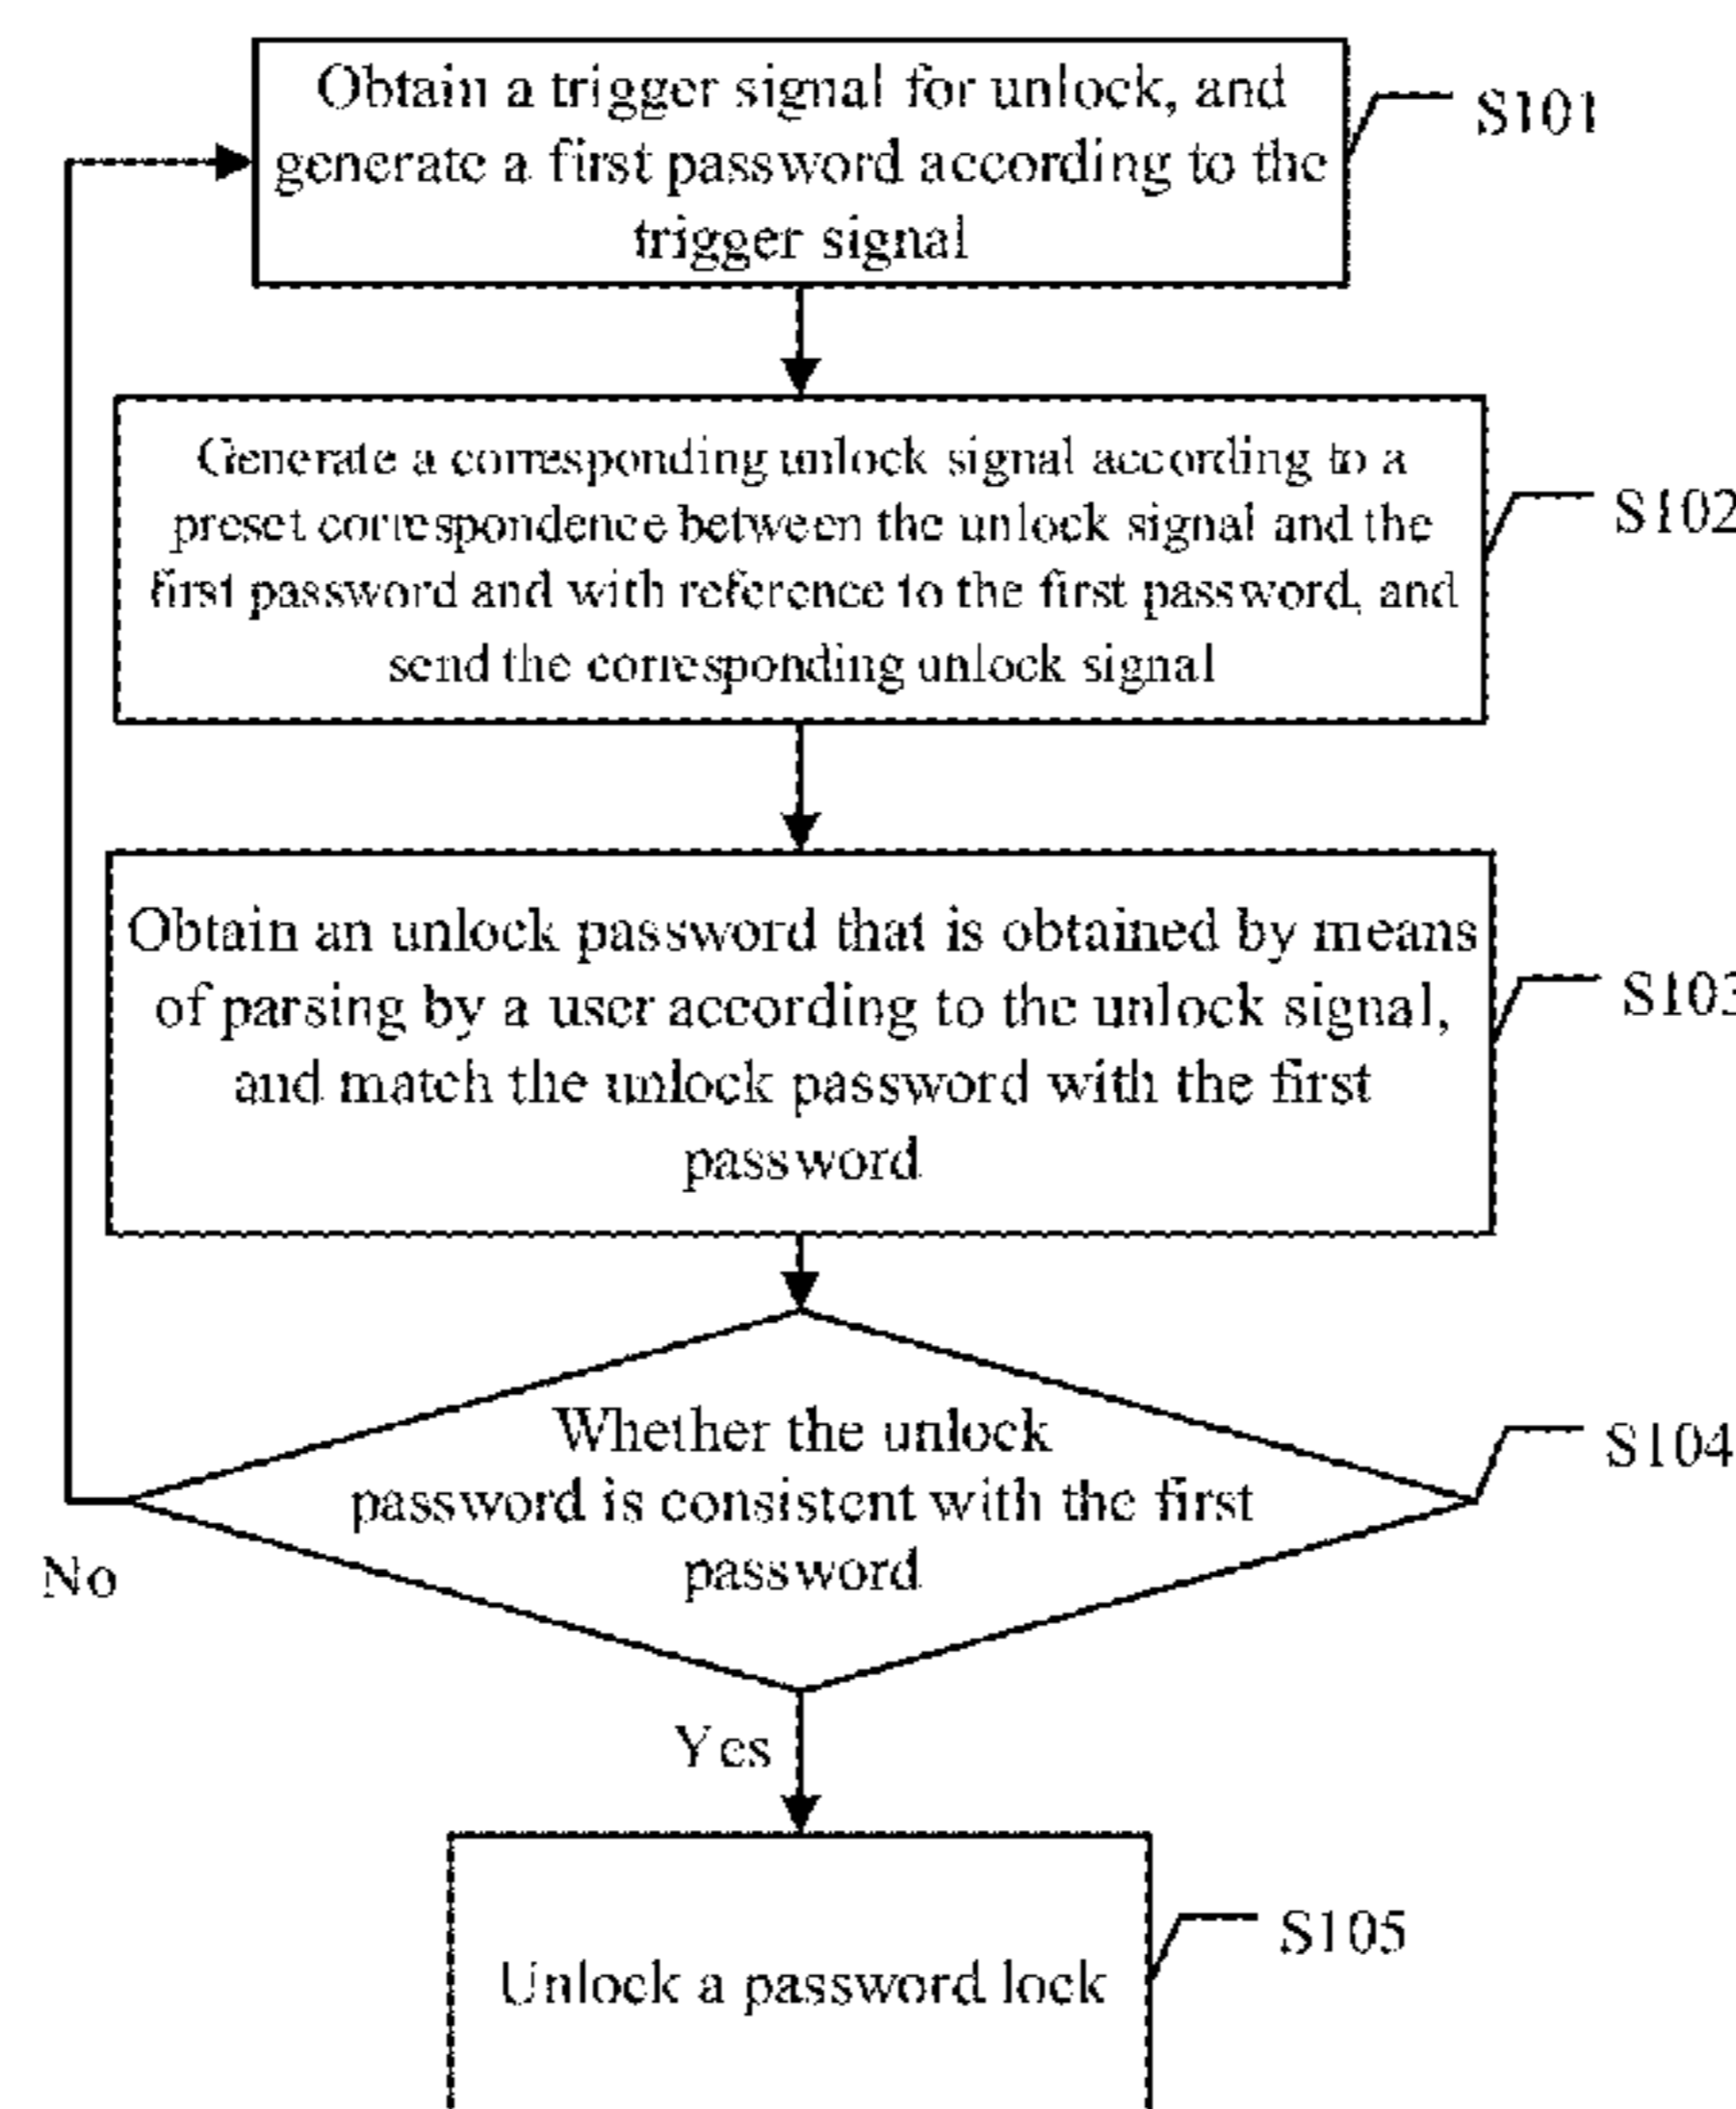 Obtain a trigger signal for unlock, and
generate a first password according to the
trigger signal
S101
Generate a corresponding unlock signal according to a
preset correspondence between the unlock signal and the
first password and with reference to the first password, and
send the corresponding unlock signal
S102
Obtain an unlock password that is obtained by means
of parsing by a user according to the unlock signal,
and match the unlock password with the first
password
S103
Whether the unlock
password is consistent with the first
password
S104
No
Yes
Unlock a password lock
S105